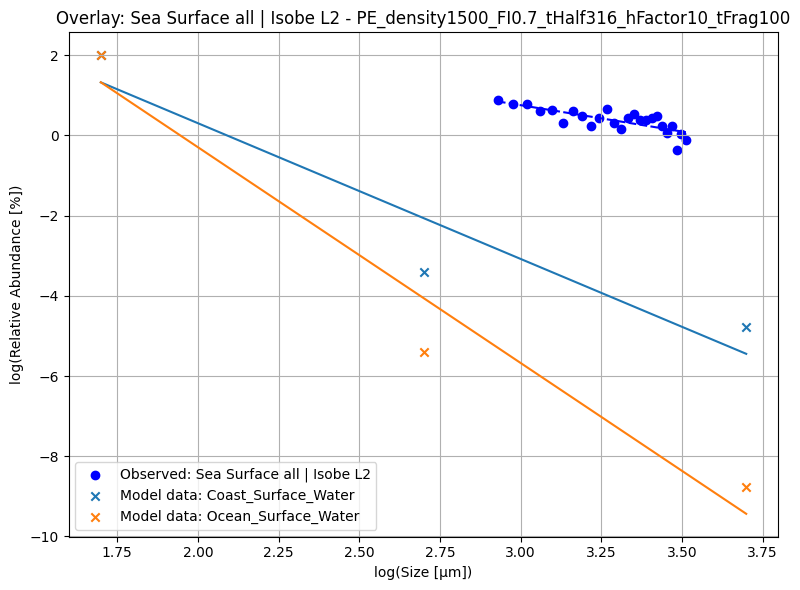 Overlay: Sea Surface all | Isobe L2 - PE_density1500_FI0.7_tHalf316_hFactor10_tFrag100
log(Relative Abundance [%])
2
0
−2
−4
−6
−8
−10
Observed: Sea Surface all | Isobe L2
Model data: Coast_Surface_Water
Model data: Ocean_Surface_Water
1.75 2.00 2.25 2.50 2.75 3.00 3.25 3.50 3.75
log(Size [µm])